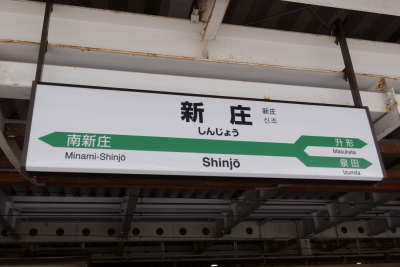 新庄
新庄
しんじょう
신조
Shinjō
南新庄
Minami-Shinjō
升形
Masukata
泉田
Izumita